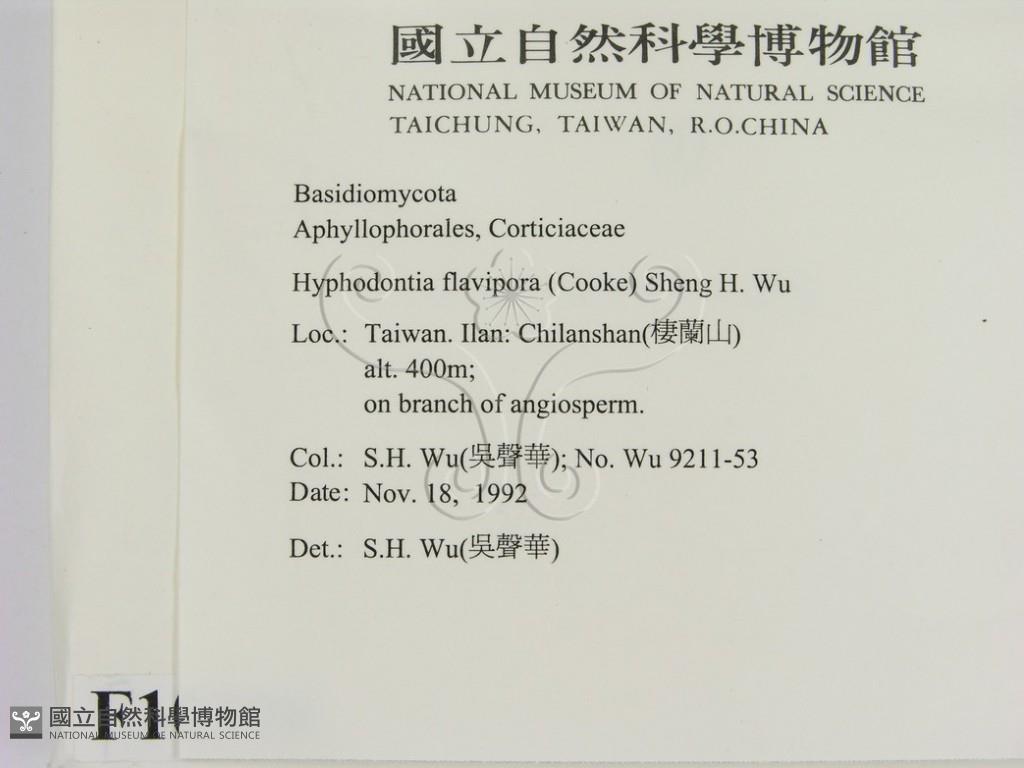 國立自然科學博物館
NATIONAL MUSEUM OF NATURAL SCIENCE
TAICHUNG, TAIWAN, R.O.CHINA
Basidiomycota
Aphyllophorales, Corticiaceae
Hyphodontia flavipora (Cooke) Sheng H. Wu
Loc.: Taiwan. Ilan: Chilanshan(棲蘭山)
alt. 400m;
on branch of angiosperm.
Col.: S.H. Wu(吳聲華); No. Wu 9211-53
Date: Nov. 18, 1992
Det.: S.H. Wu(吳聲華)
F1
國立自然科學博物館
NATIONAL MUSEUM OF NATURAL SCIENCE